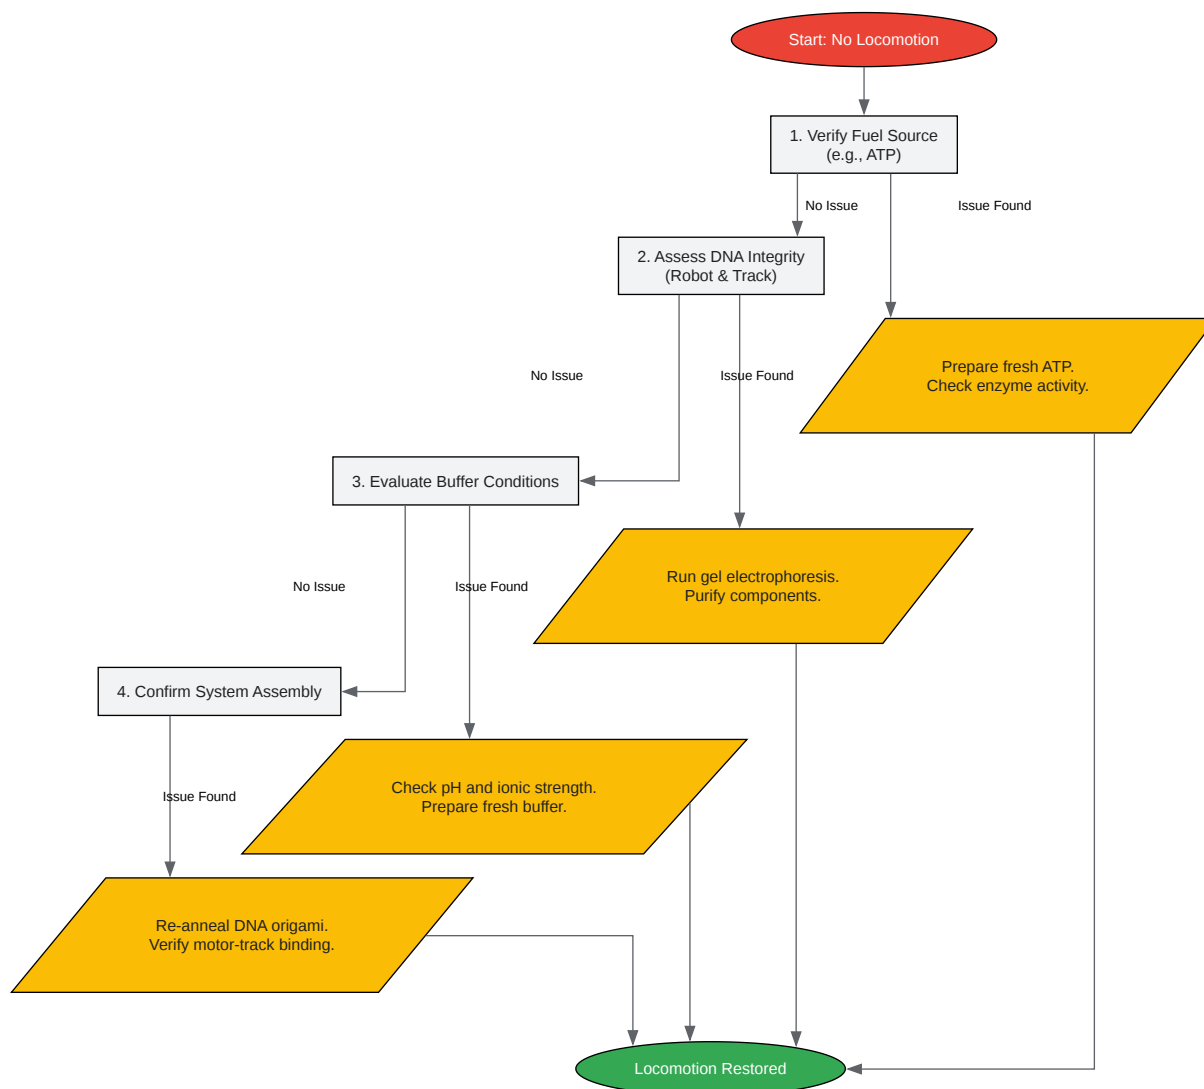 Start: No Locomotion
1. Verify Fuel Source
(e.g., ATP)
No Issue
Issue Found
2. Assess DNA Integrity
(Robot & Track)
Prepare fresh ATP.
Check enzyme activity.
No Issue
Issue Found
3. Evaluate Buffer Conditions
Run gel electrophoresis.
Purify components.
No Issue
Issue Found
4. Confirm System Assembly
Check pH and ionic strength.
Prepare fresh buffer.
Issue Found
Re-anneal DNA origami.
Verify motor-track binding.
Locomotion Restored